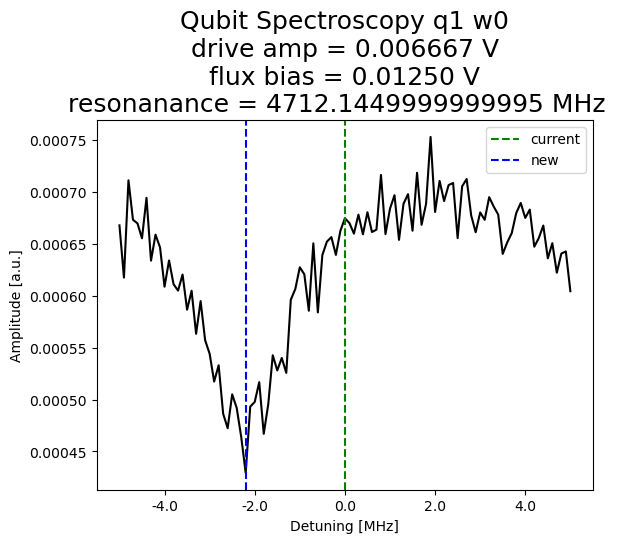 Qubit Spectroscopy q1 w0
drive amp = 0.006667 V
flux bias = 0.01250 V
resonanance = 4712.1449999999995 MHz
current
new
0.00075
0.00070
0.00065
0.00060
0.00055
0.00050
0.00045
Amplitude [a.u.]
-4.0
-2.0
0.0
2.0
4.0
Detuning [MHz]